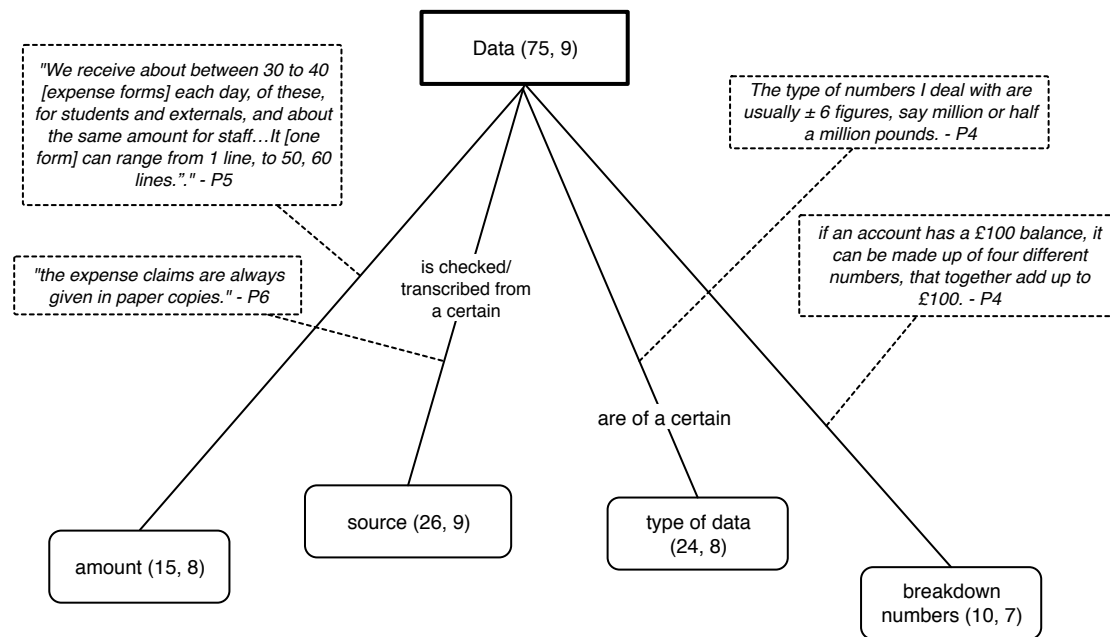 Data (75, 9)
"We receive about between 30 to 40
[expense forms] each day, of these,
for students and externals, and about
the same amount for staff…It [one
form] can range from 1 line, to 50, 60
lines.”." - P5
The type of numbers I deal with are
usually ± 6 figures, say million or half
a million pounds. - P4
if an account has a £100 balance, it
can be made up of four different
numbers, that together add up to
£100. - P4
"the expense claims are always
given in paper copies." - P6
is checked/
transcribed from
a certain
are of a certain
amount (15, 8)
source (26, 9)
type of data
(24, 8)
breakdown
numbers (10, 7)